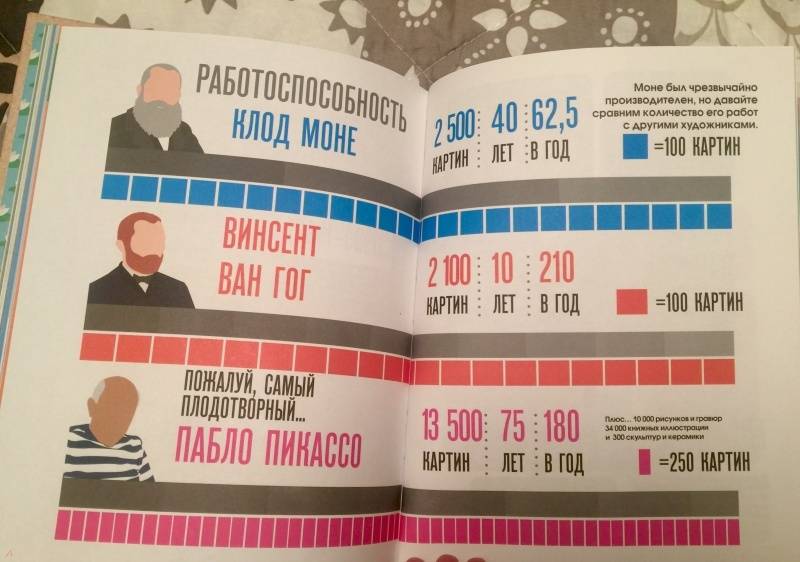 РАБОТОСПОСОБНОСТЬ
КЛОД МОНЕ
2 500 40 62,5
КАРТИН ЛЕТ В ГОД
Моне был чрезвычайно
производителен, но давайте
сравним количество его работ
с другими художниками.
=100 КАРТИН
ВИНСЕНТ
ВАН ГОГ
2 100 10 210
КАРТИН ЛЕТ В ГОД
=100 КАРТИН
ПОЖАЛУЙ, САМЫЙ
ПЛОДОТВОРНЫЙ...
ПАБЛО ПИКАССО
13 500 75 180
КАРТИН ЛЕТ В ГОД
Плюс... 10 000 рисунков и гравюр
34 000 книжных иллюстрации
и 300 скульптур и керамики
=250 КАРТИН